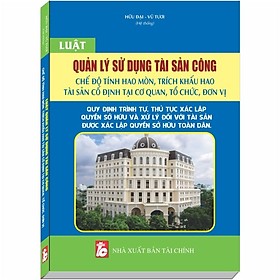 HỮU ĐẠI - VŨ TƯƠI
(Hệ thống)
LUẬT
QUẢN LÝ SỬ DỤNG TÀI SẢN CÔNG
CHẾ ĐỘ TÍNH HAO MÒN, TRÍCH KHẤU HAO
TÀI SẢN CỐ ĐỊNH TẠI CƠ QUAN, TỔ CHỨC, ĐƠN VỊ
QUY ĐỊNH TRÌNH TỰ, THỦ TỤC XÁC LẬP
QUYỀN SỞ HỮU VÀ XỬ LÝ ĐỐI VỚI TÀI SẢN
ĐƯỢC XÁC LẬP QUYỀN SỞ HỮU TOÀN DÂN.
NHÀ XUẤT BẢN TÀI CHÍNH